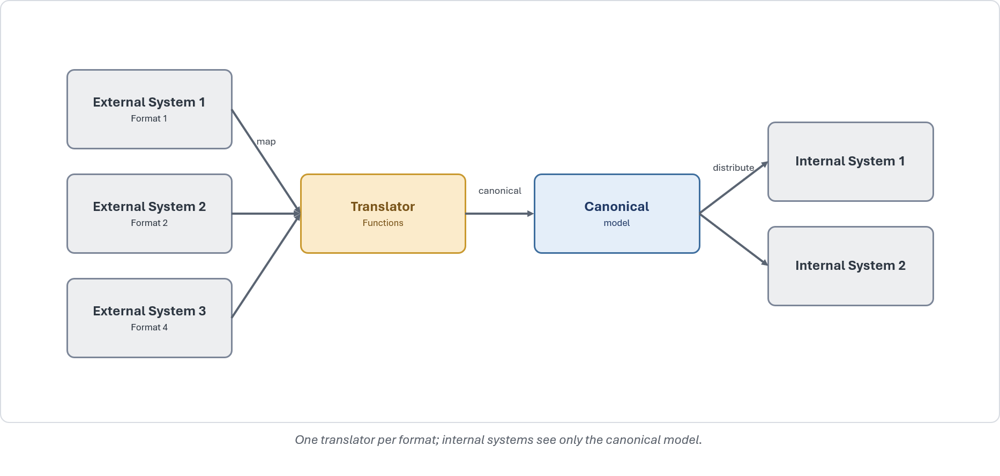 External System 1
Format 1
map
External System 2
Format 2
External System 3
Format 4
Translator
Functions
canonical
Canonical
model
distribute
Internal System 1
Internal System 2
One translator per format; internal systems see only the canonical model.